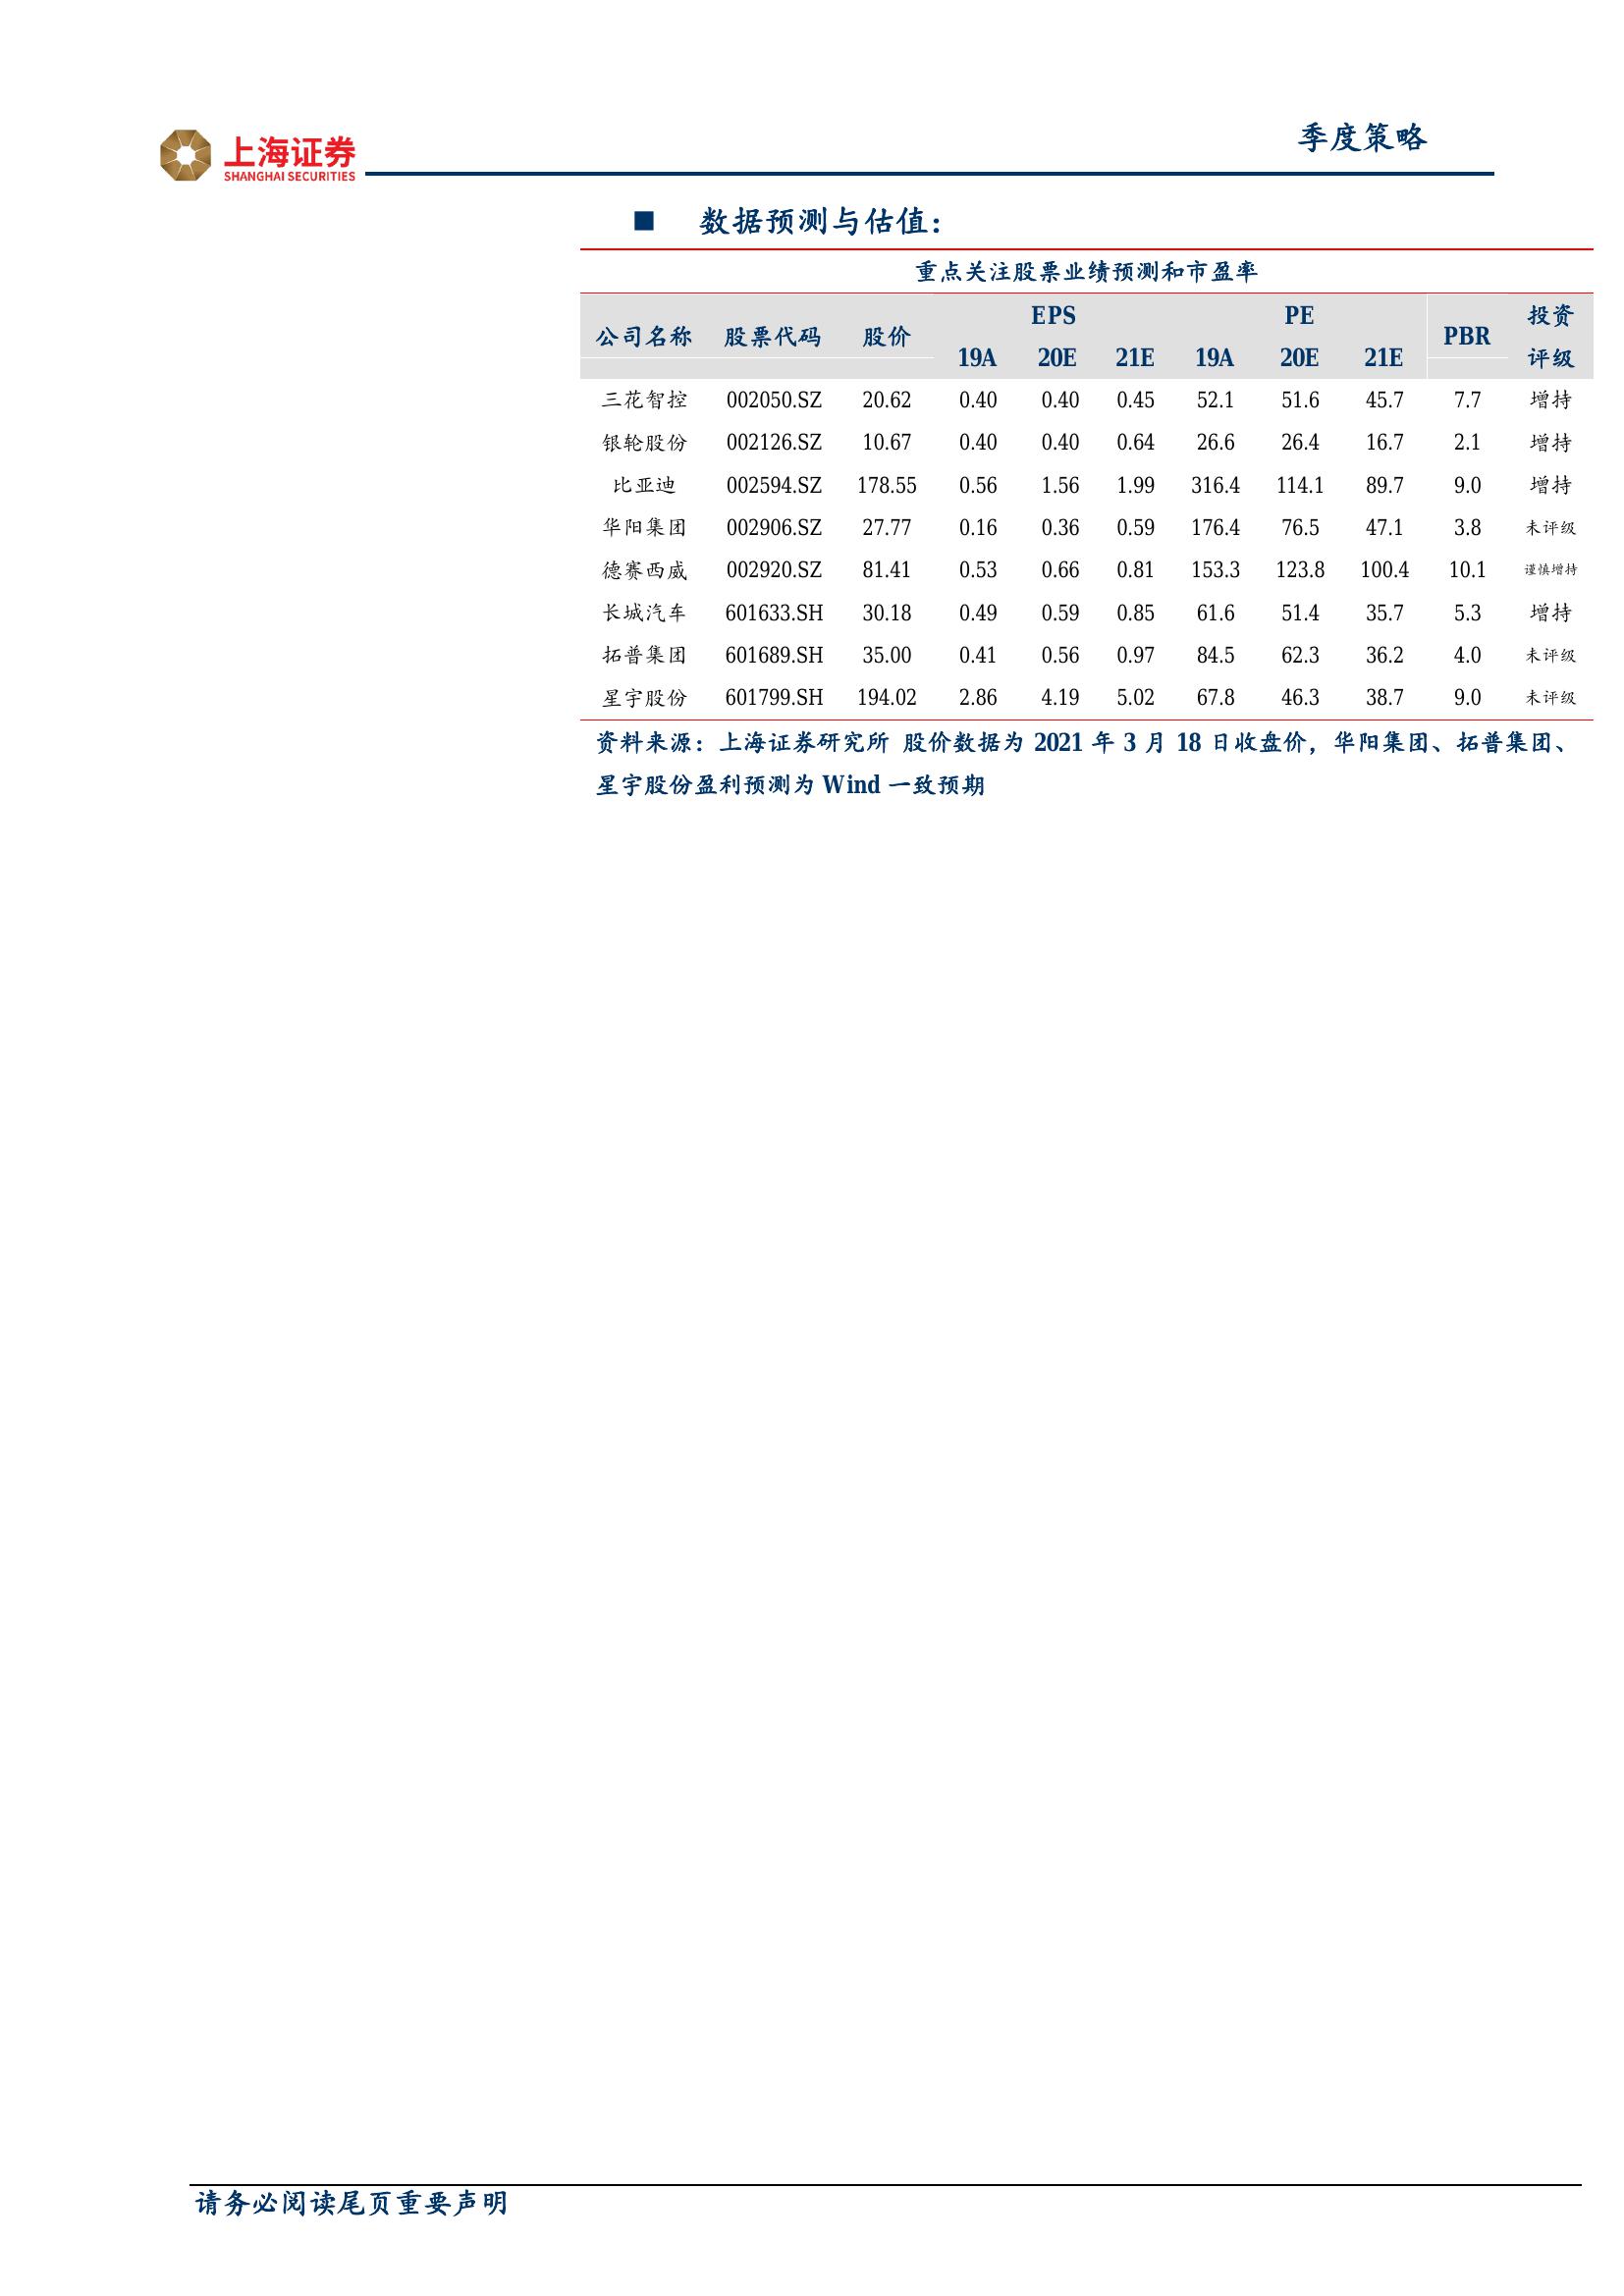 上海证券
SHANGHAI SECURITIES
季度策略
■ 数据预测与估值：
重点关注股票业绩预测和市盈率
公司名称 股票代码 股价 EPS PE PBR 投资评级
19A 20E 21E 19A 20E 21E
三花智控 002050.SZ 20.62 0.40 0.40 0.45 52.1 51.6 45.7 7.7 增持
银轮股份 002126.SZ 10.67 0.40 0.40 0.64 26.6 26.4 16.7 2.1 增持
比亚迪 002594.SZ 178.55 0.56 1.56 1.99 316.4 114.1 89.7 9.0 增持
华阳集团 002906.SZ 27.77 0.16 0.36 0.59 176.4 76.5 47.1 3.8 未评级
德赛西威 002920.SZ 81.41 0.53 0.66 0.81 153.3 123.8 100.4 10.1 谨慎增持
长城汽车 601633.SH 30.18 0.49 0.59 0.85 61.6 51.4 35.7 5.3 增持
拓普集团 601689.SH 35.00 0.41 0.56 0.97 84.5 62.3 36.2 4.0 未评级
星宇股份 601799.SH 194.02 2.86 4.19 5.02 67.8 46.3 38.7 9.0 未评级
资料来源：上海证券研究所 股价数据为 2021 年 3 月 18 日收盘价，华阳集团、拓普集团、
星宇股份盈利预测为 Wind 一致预期
请务必阅读尾页重要声明